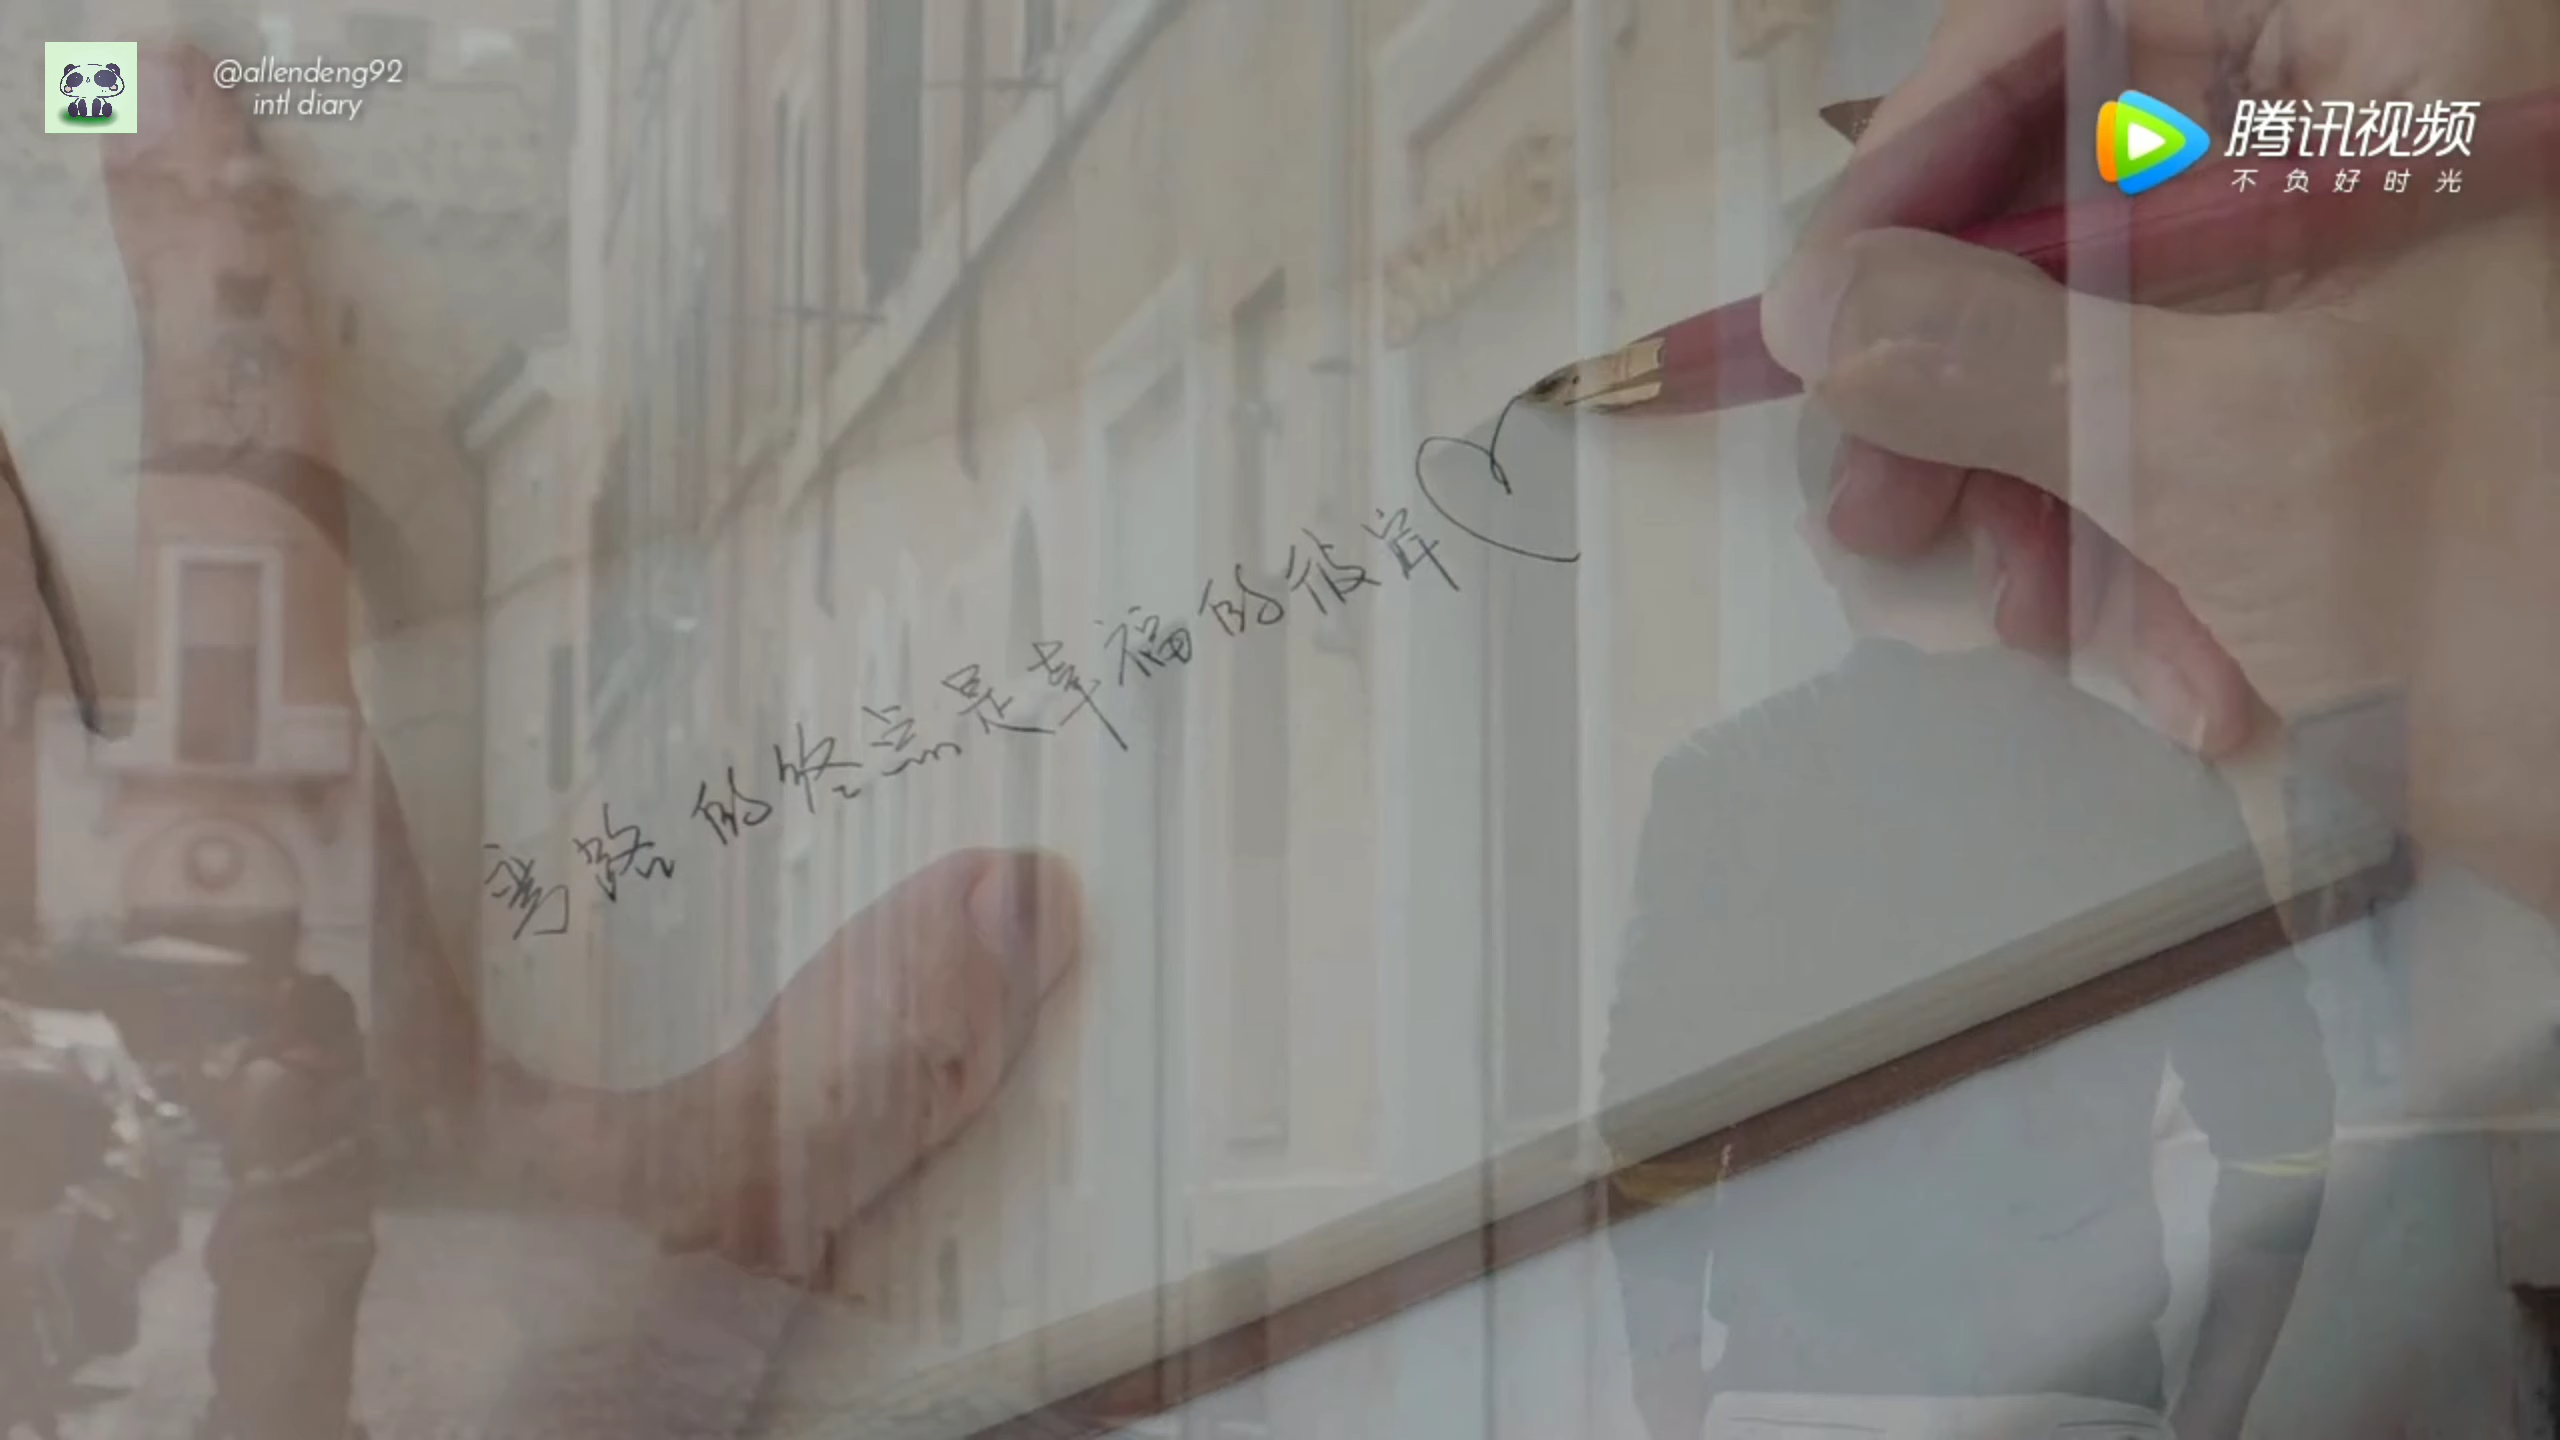 @allendeng92
intl diary
腾讯视频
不负好时光
弯路的终点是幸福的彼岸